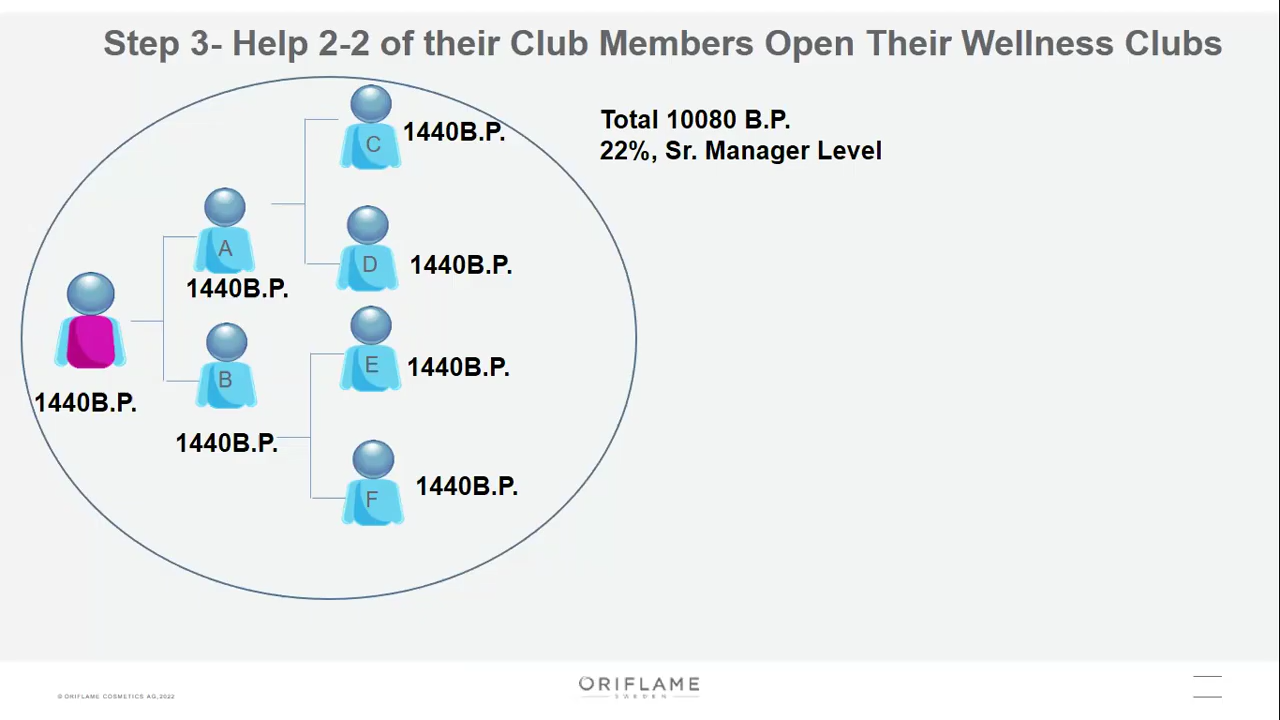 Step 3- Help 2-2 of their Club Members Open Their Wellness Clubs
C
1440B.P.
Total 10080 B.P.
22%, Sr. Manager Level
A
1440B.P.
D
1440B.P.
E
1440B.P.
B
1440B.P.
1440B.P.
F
1440B.P.
© ORIFLAME COSMETICS AG, 2022
ORIFLAME
SWEDEN